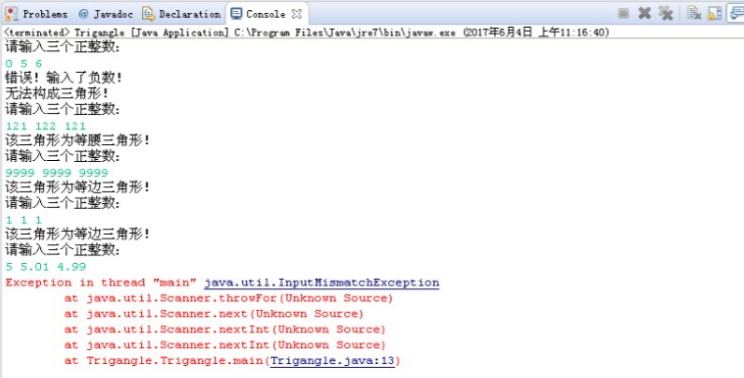 Problems @ Javadoc Declaration Console
<terminated> Trigangle [Java Application] C:\Program Files\Java\jre7\bin\javaw.exe (2017年6月4日 上午11:16:40)
请输入三个正整数:
0 5 6
错误! 输入了负数!
无法构成三角形!
请输入三个正整数:
121 122 121
该三角形为等腰三角形!
请输入三个正整数:
9999 9999 9999
该三角形为等边三角形!
请输入三个正整数:
1 1 1
该三角形为等边三角形!
请输入三个正整数:
5 5.01 4.99
Exception in thread "main" java.util.InputMismatchException
at java.util.Scanner.throwFor(Unknown Source)
at java.util.Scanner.next(Unknown Source)
at java.util.Scanner.nextInt(Unknown Source)
at java.util.Scanner.nextInt(Unknown Source)
at Trigangle.Trigangle.main(Trigangle.java:13)